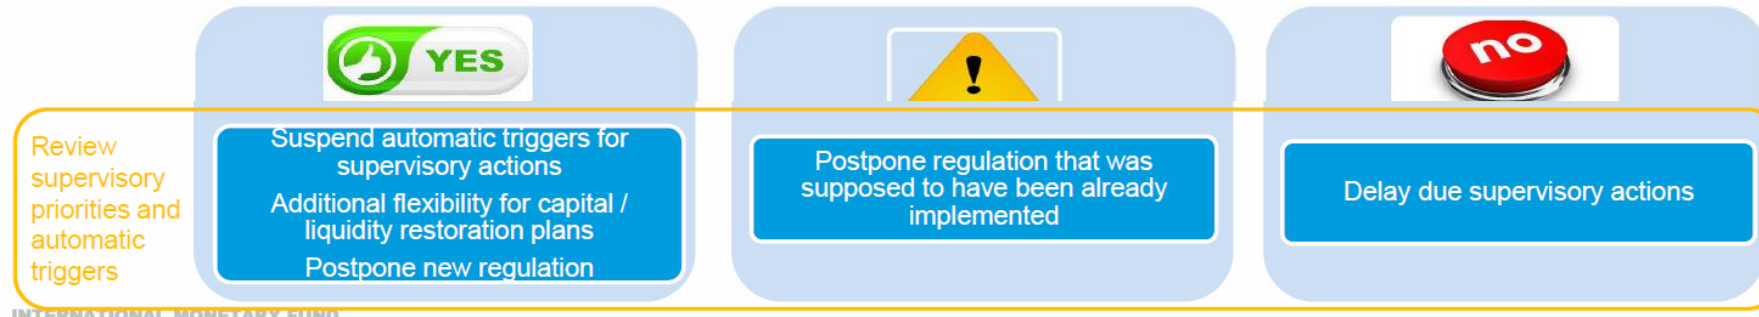 YES
!
no
Review
supervisory
priorities and
automatic
triggers
Suspend automatic triggers for
supervisory actions
Additional flexibility for capital /
liquidity restoration plans
Postpone new regulation
Postpone regulation that was
supposed to have been already
implemented
Delay due supervisory actions
INTERNATIONAL MONETARY FUND